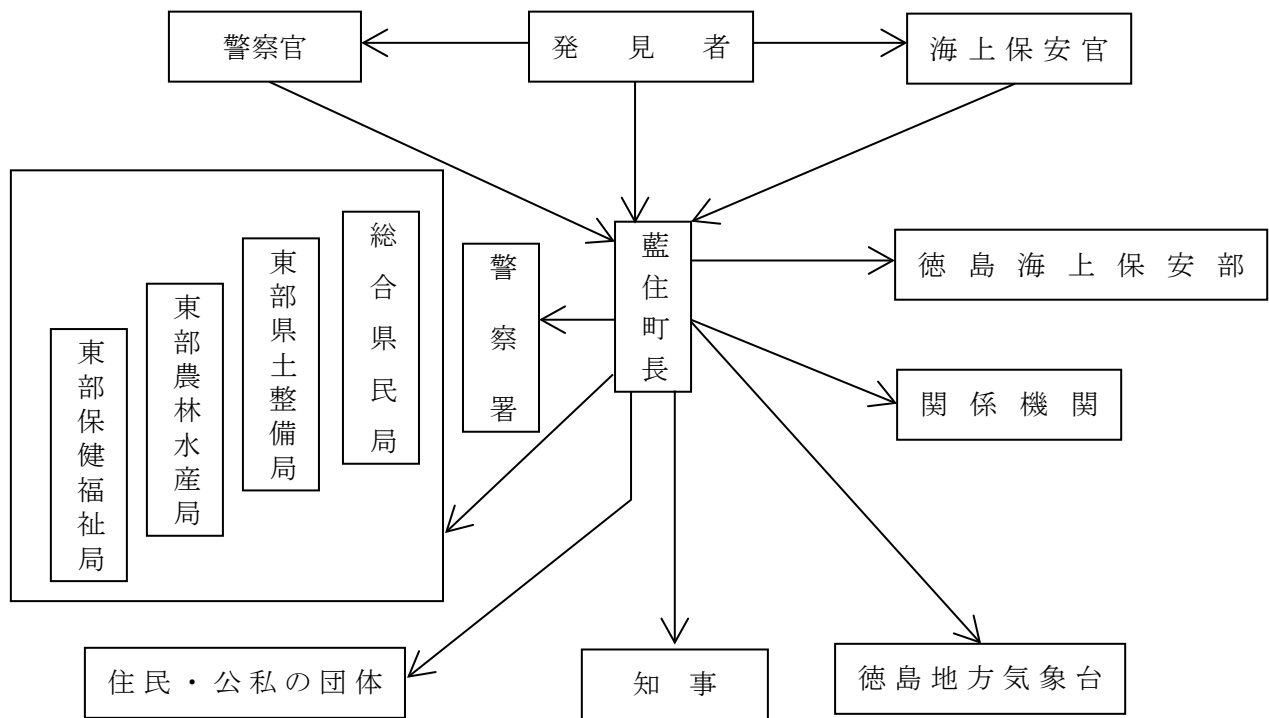 警察官
発見者
海上保安官
藍住町長
警察署
総合県民局
東部県土整備局
東部農林水産局
東部保健福祉局
徳島海上保安部
関係機関
住民・公私の団体
知事
徳島地方気象台